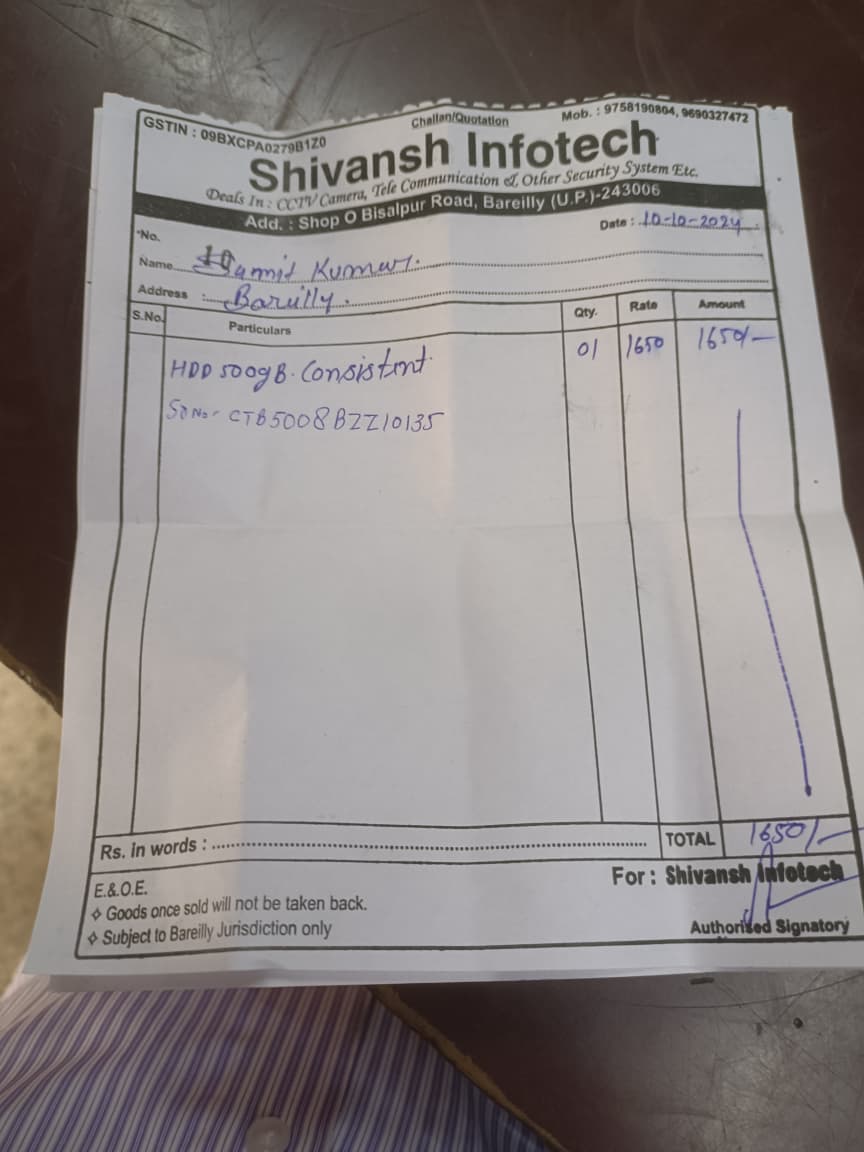 GSTIN : 09BXCPA0279B1Z0 Challan/Quotation Mob. : 9758190804, 9690327472
Shivansh Infotech
Deals In : CCTV Camera, Tele Communication & Other Security System Etc.
Add. : Shop O Bisalpur Road, Bareilly (U.P.)-243006
No. Date : 10-10-2024
Name Kumar.
Address : Barilly.
S.No. Particulars Qty. Rate Amount
HDD 500gB. Consistent 01 1650 1650/-
SR No- CTB5008BZZ10135
Rs. in words : TOTAL 1650/-
E.&O.E. For : Shivansh Infotech
Goods once sold will not be taken back.
Subject to Bareilly Jurisdiction only Authorised Signatory